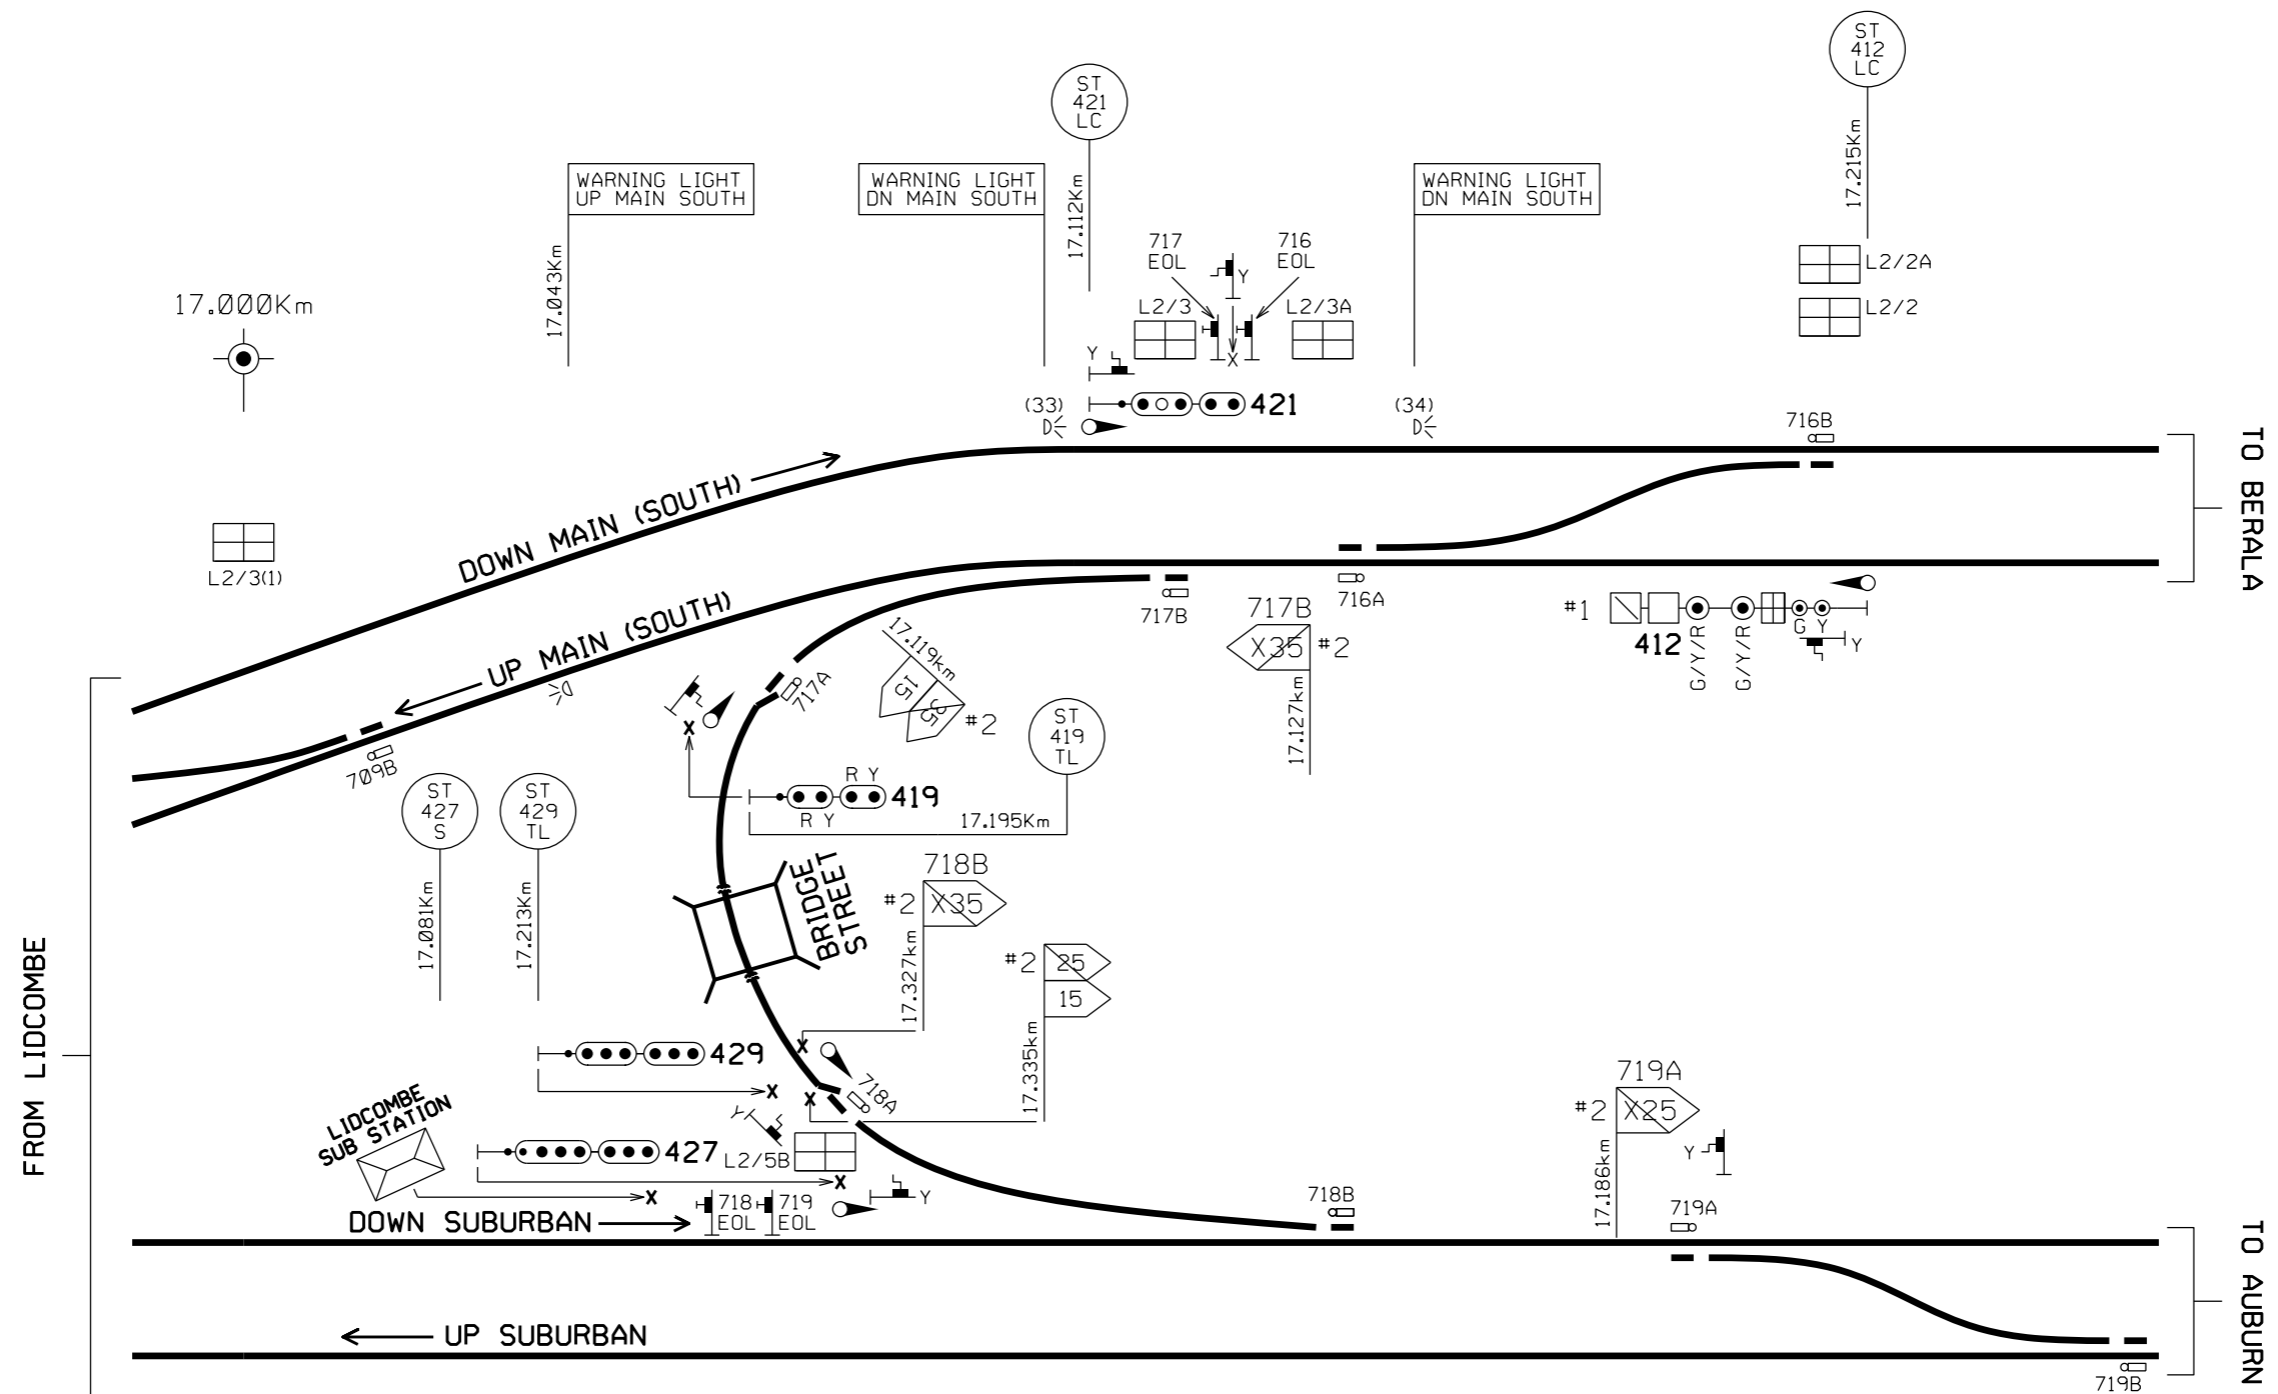 ST
412
LC
17.215Km
ST
421
LC
17.112Km
WARNING LIGHT
UP MAIN SOUTH
17.043Km
WARNING LIGHT
DN MAIN SOUTH
WARNING LIGHT
DN MAIN SOUTH
717
EOL
716
EOL
Y
L2/3
L2/3A
X
L2/2A
L2/2
17.000Km
Y
421
(33)
(34)
716B
TO BERALA
DOWN MAIN (SOUTH)
L2/3(1)
UP MAIN (SOUTH)
717B
716A
#1
412
G/Y/R
G/Y/R
G Y
Y
717B
X35
#2
17.127km
17.119km
15
35
#2
717A
X
709B
ST
419
TL
17.195Km
R Y
419
R Y
ST
427
S
17.081Km
ST
429
TL
17.213Km
BRIDGE
STREET
718B
#2
X35
17.327km
#2
25
15
17.335km
FROM LIDCOMBE
429
X
X
X
718A
Y
LIDCOMBE
SUB STATION
427
L2/5B
X
X
Y
718
EOL
719
EOL
DOWN SUBURBAN
718B
719A
#2
X25
17.186km
Y
719A
TO AUBURN
UP SUBURBAN
719B